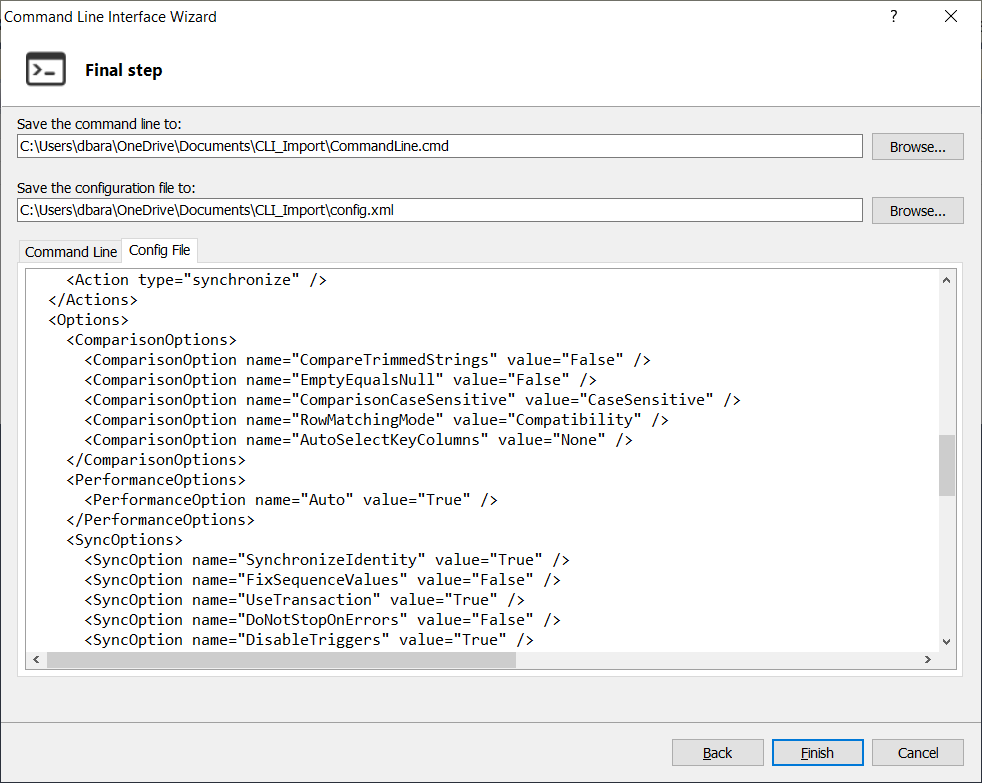 Command Line Interface Wizard
?
>_
Final step
Save the command line to:
C:\Users\dbara\OneDrive\Documents\CLI_Import\CommandLine.cmd
Browse...
Save the configuration file to:
C:\Users\dbara\OneDrive\Documents\CLI_Import\config.xml
Browse...
Command Line
Config File
<Action type="synchronize" />
</Actions>
<Options>
<ComparisonOptions>
<ComparisonOption name="CompareTrimmedStrings" value="False" />
<ComparisonOption name="EmptyEqualsNull" value="False" />
<ComparisonOption name="ComparisonCaseSensitive" value="CaseSensitive" />
<ComparisonOption name="RowMatchingMode" value="Compatibility" />
<ComparisonOption name="AutoSelectKeyColumns" value="None" />
</ComparisonOptions>
<PerformanceOptions>
<PerformanceOption name="Auto" value="True" />
</PerformanceOptions>
<SyncOptions>
<SyncOption name="SynchronizeIdentity" value="True" />
<SyncOption name="FixSequenceValues" value="False" />
<SyncOption name="UseTransaction" value="True" />
<SyncOption name="DoNotStopOnErrors" value="False" />
<SyncOption name="DisableTriggers" value="True" />
Back
Finish
Cancel